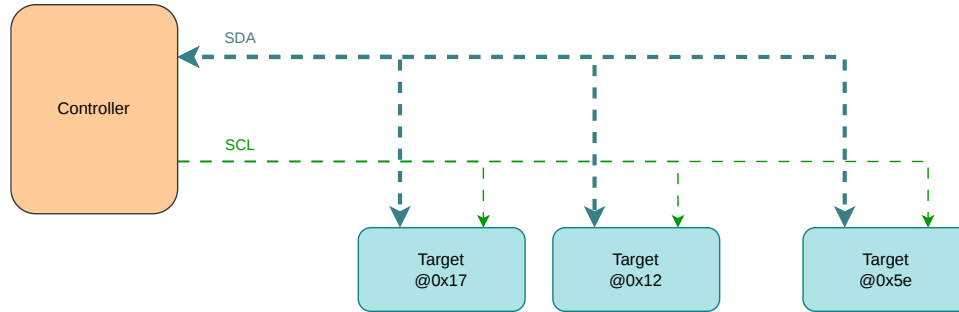 SDA
Controller
SCL
Target
@0x17
Target
@0x12
Target
@0x5e